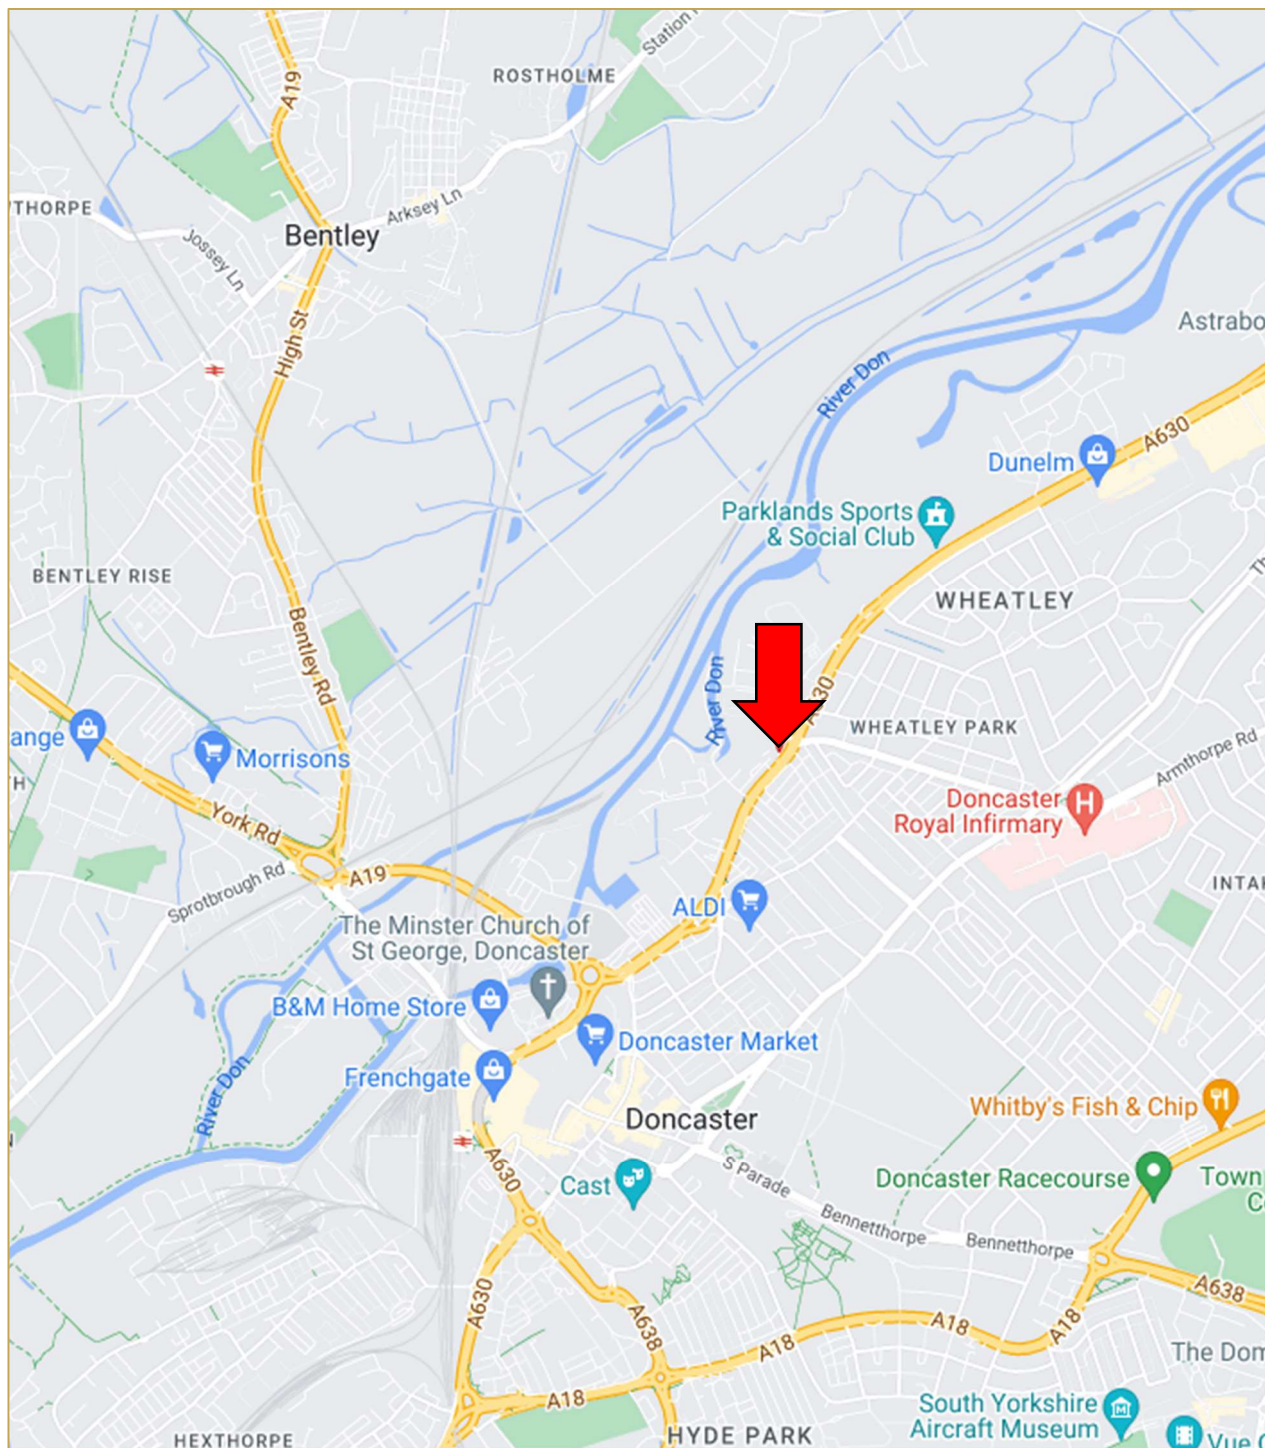 Station
ROSTHOLME
A19
Arksey Ln
THORPE
Bentley
Jossey Ln
High St
Astrabo
River Don
A630
Dunelm
Parklands Sports
& Social Club
BENTLEY RISE
WHEATLEY
Bentley Rd
River Don
WHEATLEY PARK
ange
Morrisons
Armthorpe Rd
Doncaster
Royal Infirmary
H
York Rd
Sprotbrough Rd
A19
INTAK
ALDI
The Minster Church of
St George, Doncaster
B&M Home Store
Doncaster Market
Frenchgate
River Don
Doncaster
Whitby's Fish & Chip
A630
S Parade
Cast
Doncaster Racecourse
Town
Bennetthorpe
Bennetthorpe
A638
A630
A638
A18
A18
A18
The Dom
A18
South Yorkshire
Aircraft Museum
HYDE PARK
HEXTHORPE
Vue